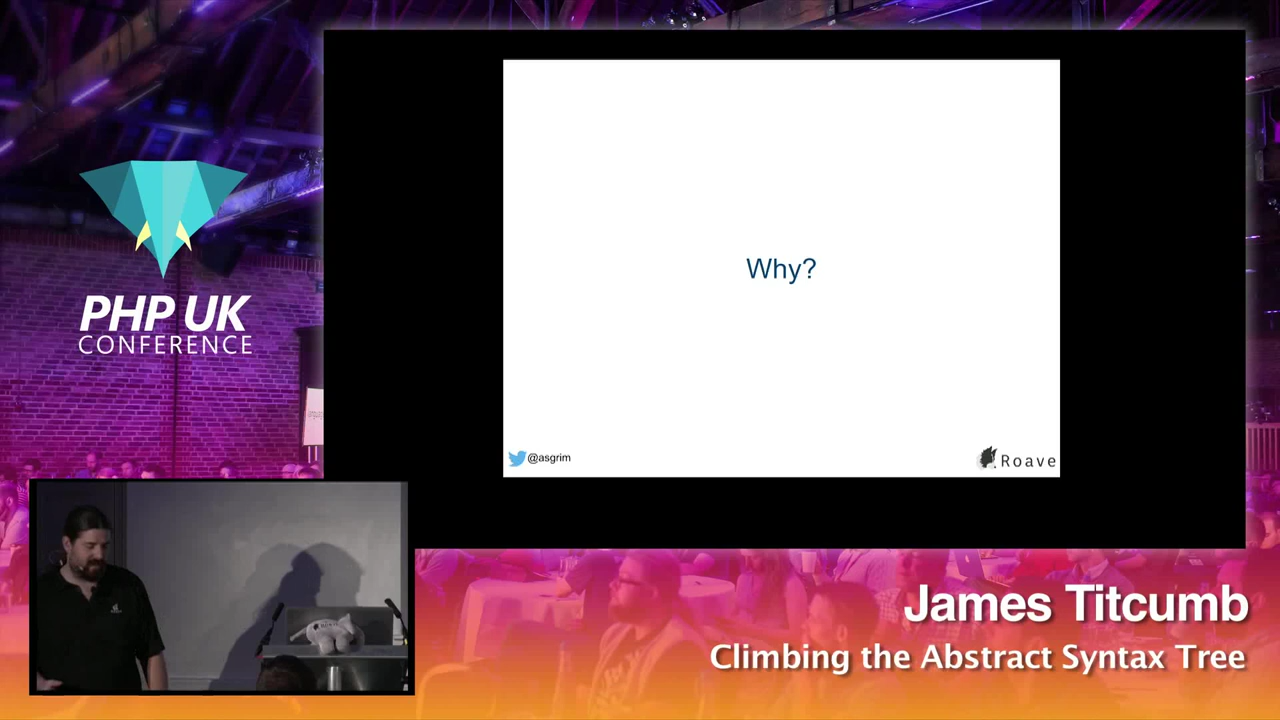 PHP UK
CONFERENCE
Why?
@asgrim
Roave
James Titcumb
Climbing the Abstract Syntax Tree